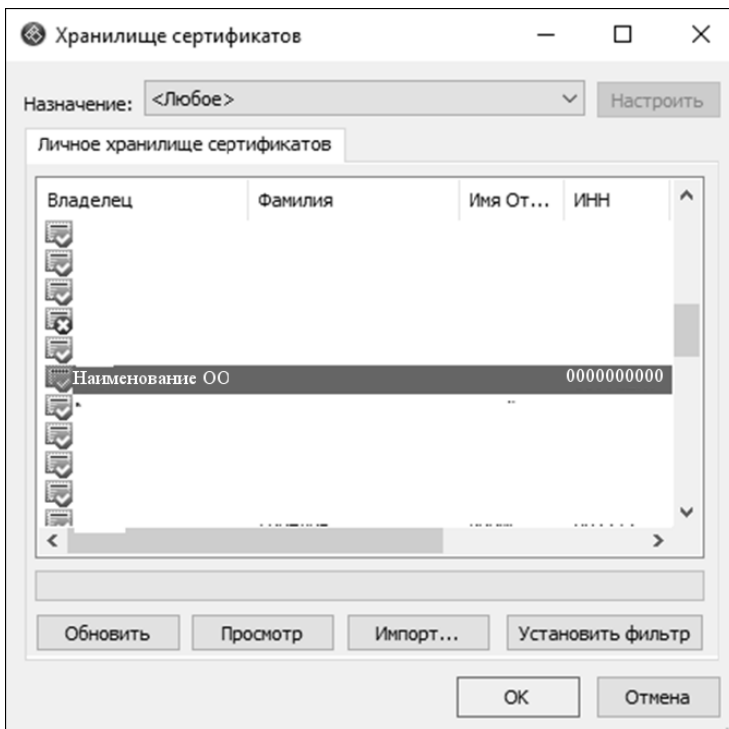 Хранилище сертификатов
Назначение: <Любое> Настроить
Личное хранилище сертификатов
Владелец Фамилия Имя От... ИНН
Наименование ОО 0000000000
Обновить Просмотр Импорт... Установить фильтр
ОК Отмена